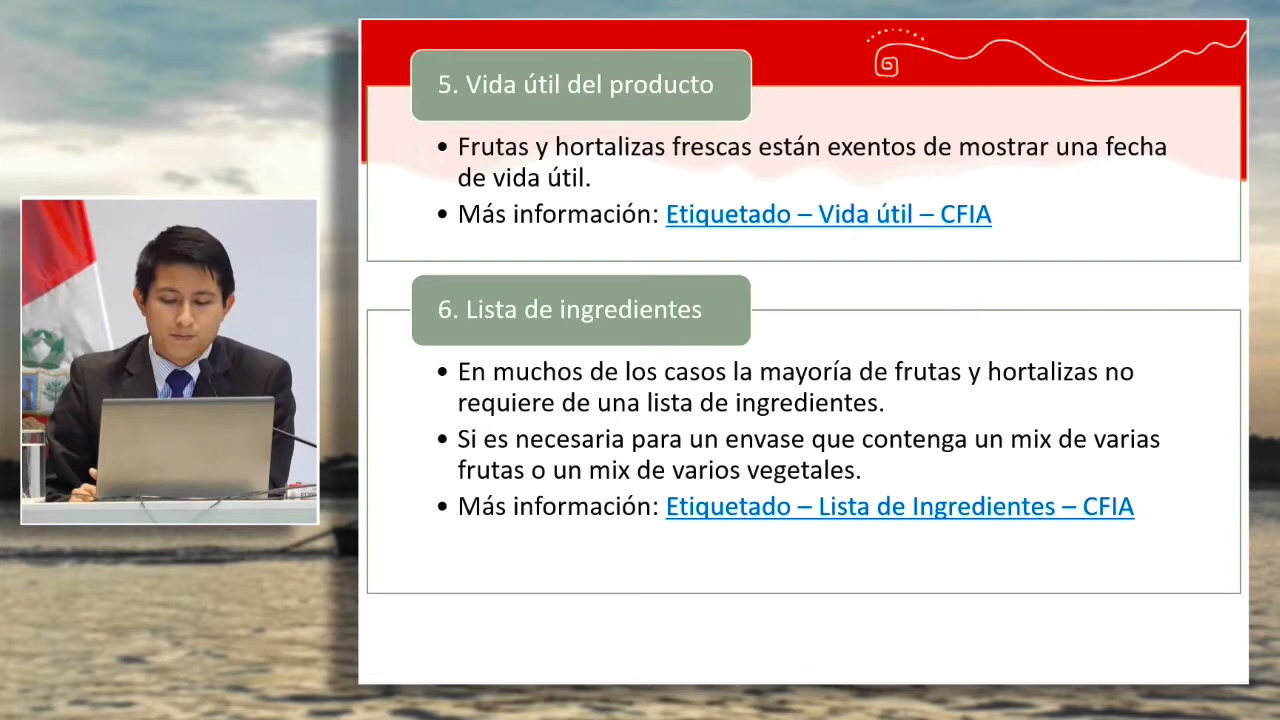 5. Vida útil del producto
• Frutas y hortalizas frescas están exentos de mostrar una fecha
de vida útil.
• Más información: Etiquetado – Vida útil – CFIA
6. Lista de ingredientes
• En muchos de los casos la mayoría de frutas y hortalizas no
requiere de una lista de ingredientes.
• Si es necesaria para un envase que contenga un mix de varias
frutas o un mix de varios vegetales.
• Más información: Etiquetado – Lista de Ingredientes – CFIA